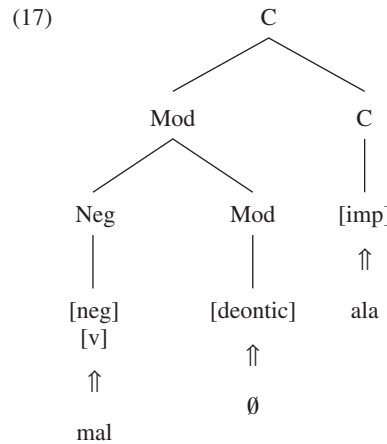 (17) C
Mod C
Neg Mod [imp]
⇑
[neg] [deontic] ala
[v] ⇑
⇑
∅
mal